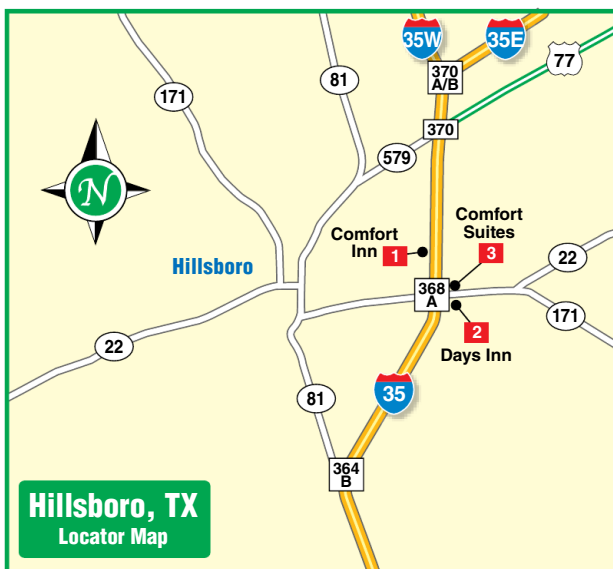 35W
35E
370
A/B
77
81
171
370
579
Comfort
Inn
1
Comfort
Suites
3
N
Hillsboro
22
368
A
171
2
Days Inn
22
35
81
364
B
Hillsboro, TX
Locator Map